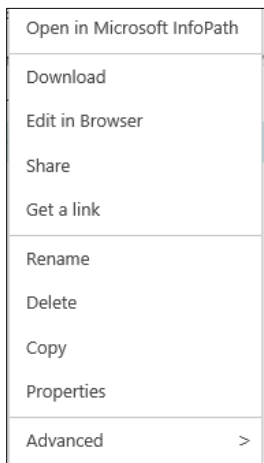 Open in Microsoft InfoPath
Download
Edit in Browser
Share
Get a link
Rename
Delete
Copy
Properties
Advanced >